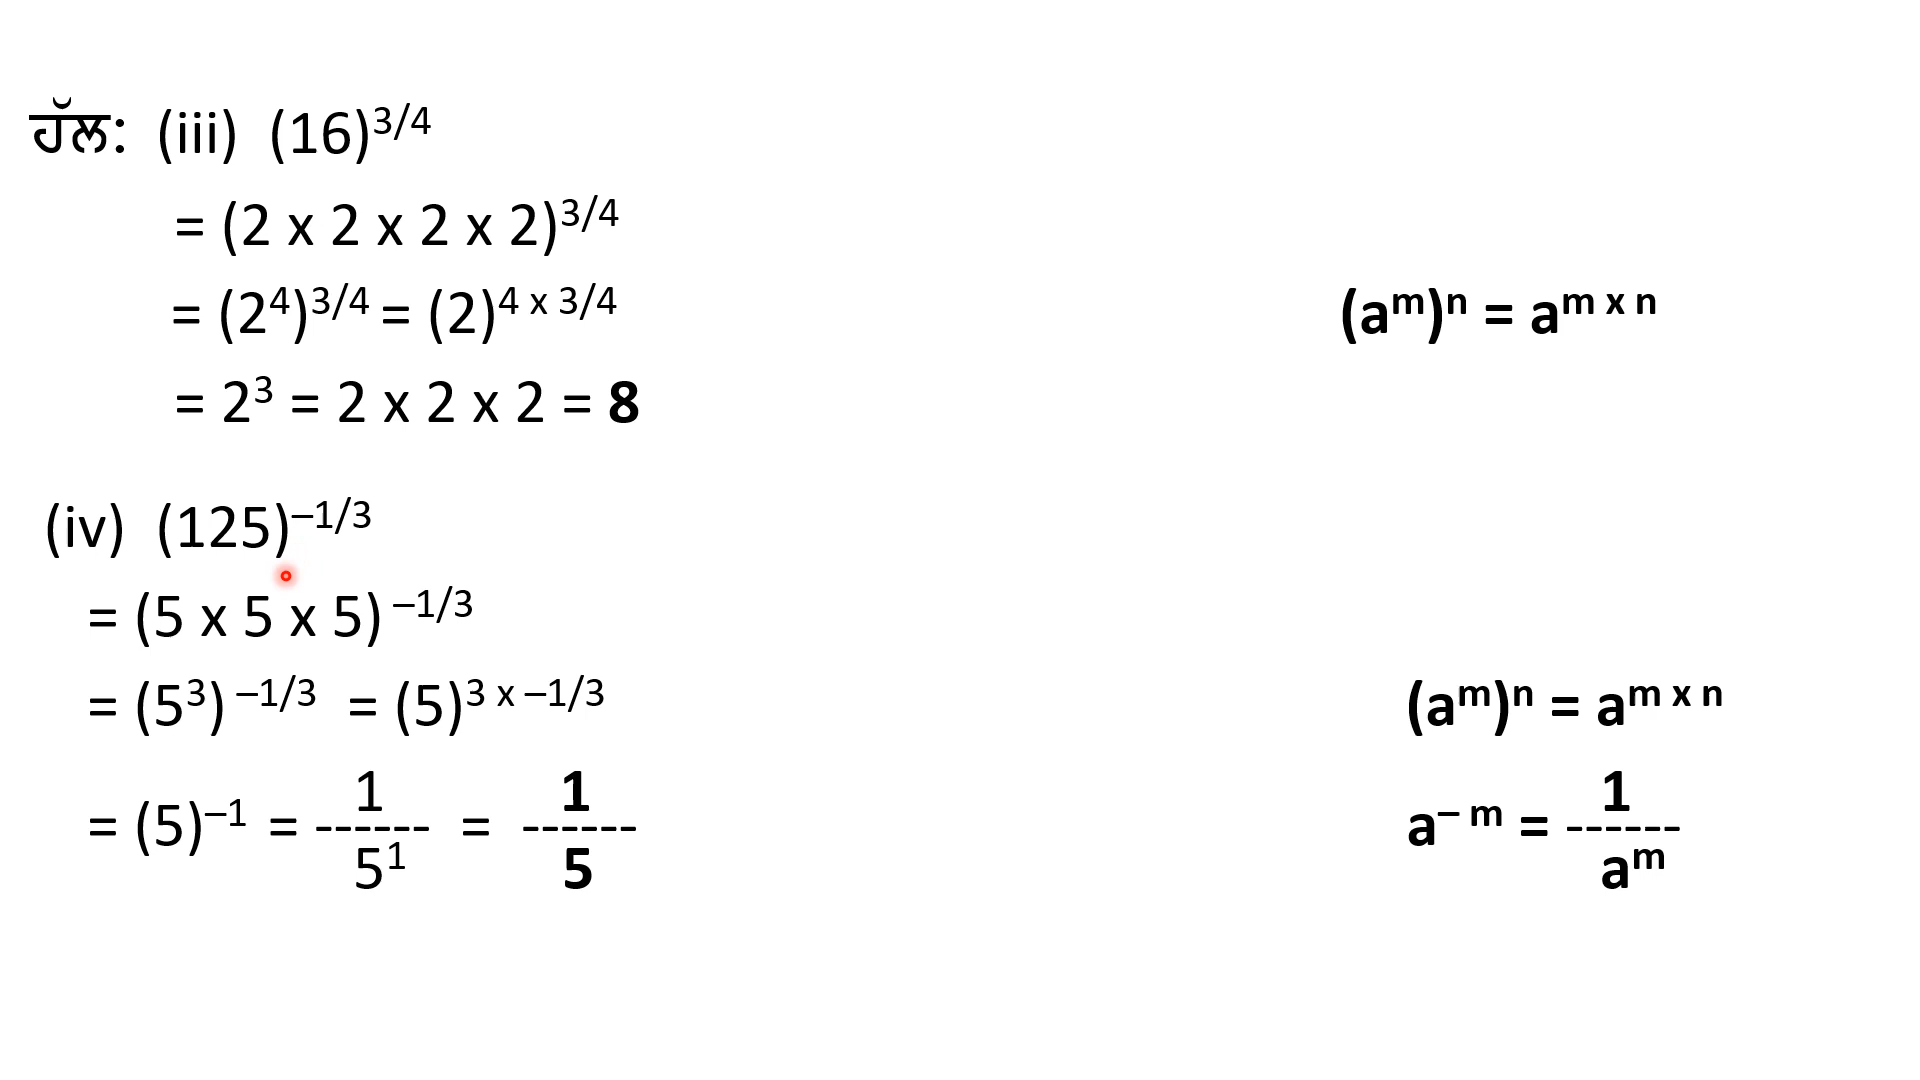 ਹੱਲ: (iii) (16)^3/4
= (2 x 2 x 2 x 2)^3/4
= (2^4)^3/4 = (2)^4 x 3/4
(a^m)^n = a^m x n
= 2^3 = 2 x 2 x 2 = 8
(iv) (125)^–1/3
= (5 x 5 x 5) ^–1/3
= (5^3) ^–1/3 = (5)^3 x –1/3
(a^m)^n = a^m x n
1 1
= (5)^–1 = ------ = ------
5^1 5
1
a^– m = ------
a^m